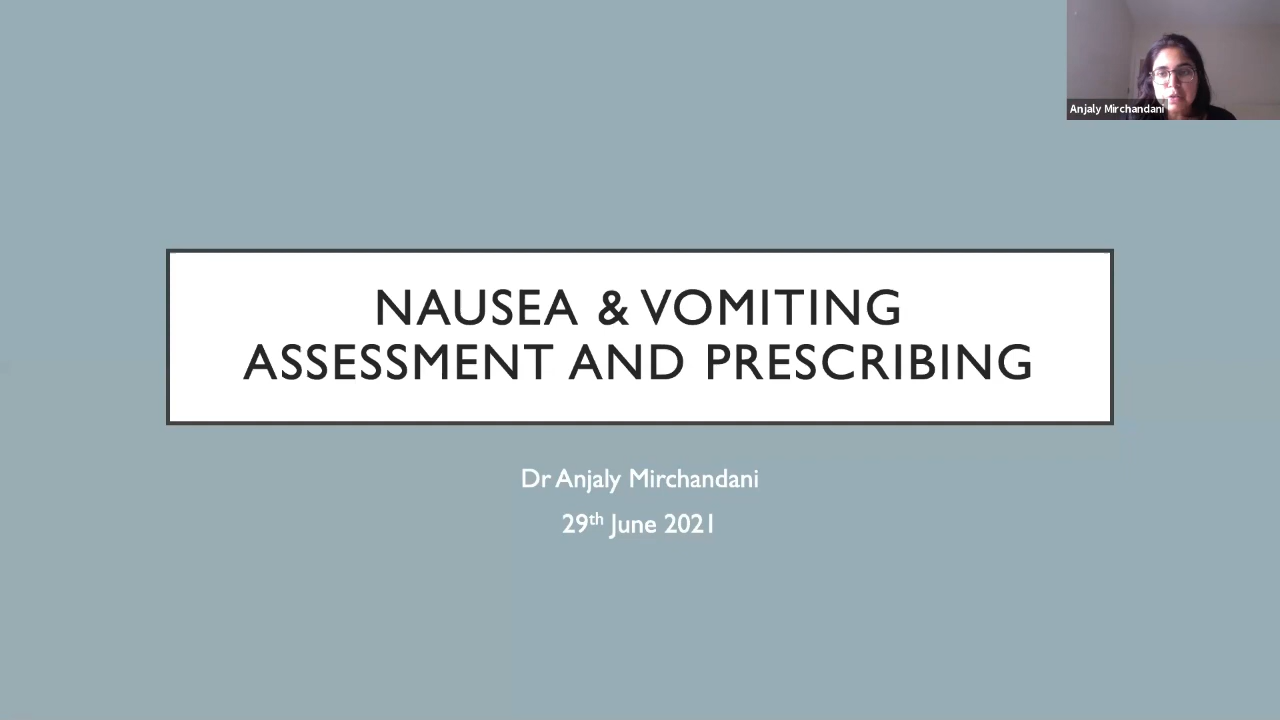 Anjaly Mirchandani
NAUSEA & VOMITING
ASSESSMENT AND PRESCRIBING
Dr Anjaly Mirchandani
29th June 2021